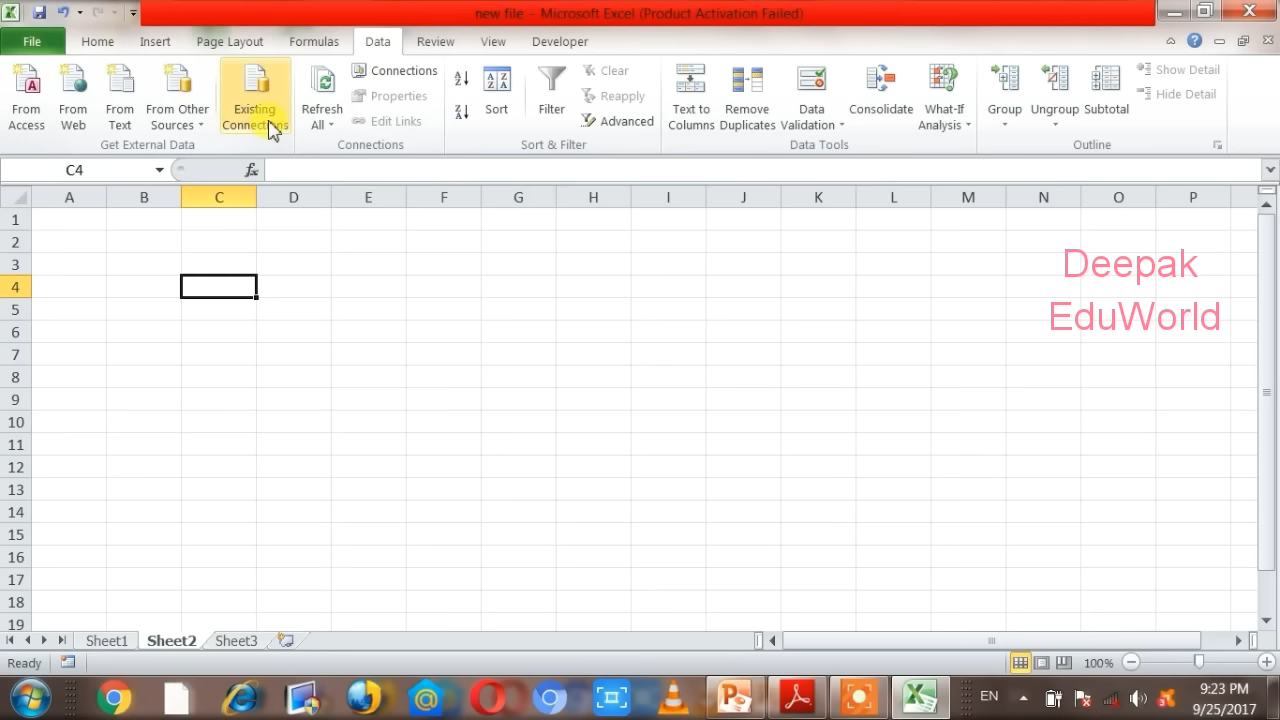 new file - Microsoft Excel (Product Activation Failed)
File Home Insert Page Layout Formulas Data Review View Developer
From Access
From Web
From Text
From Other Sources
Existing Connections
Get External Data
Refresh All
Connections
Properties
Edit Links
Connections
Sort
Filter
Clear
Reapply
Advanced
Sort & Filter
Text to Columns
Remove Duplicates
Data Validation
Consolidate
What-If Analysis
Data Tools
Group
Ungroup
Subtotal
Show Detail
Hide Detail
Outline
C4 fx
A B C D E F G H I J K L M N O P
1
2
3
4
5
6
7
8
9
10
11
12
13
14
15
16
17
18
19
Deepak
EduWorld
Sheet1 Sheet2 Sheet3
Ready 100%
EN 9:23 PM
9/25/2017